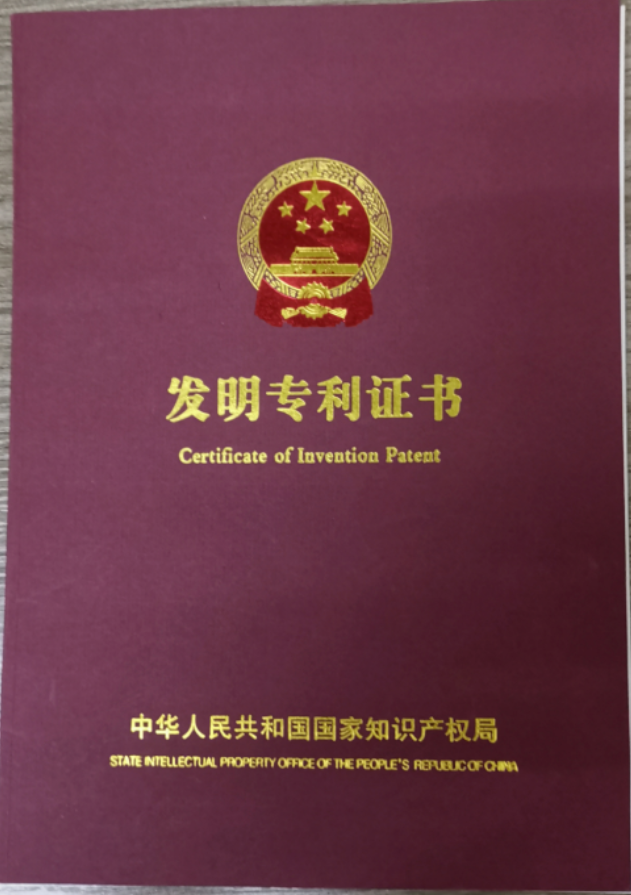 发明专利证书
Certificate of Invention Patent
中华人民共和国国家知识产权局
STATE INTELLECTUAL PROPERTY OFFICE OF THE PEOPLE'S REPUBLIC OF CHINA